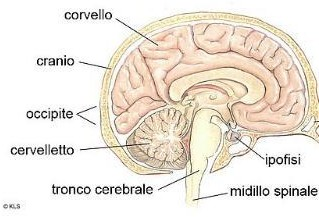 corvello
cranio
occipite
cervelletto
ipofisi
tronco cerebrale
midillo spinale
© KLS